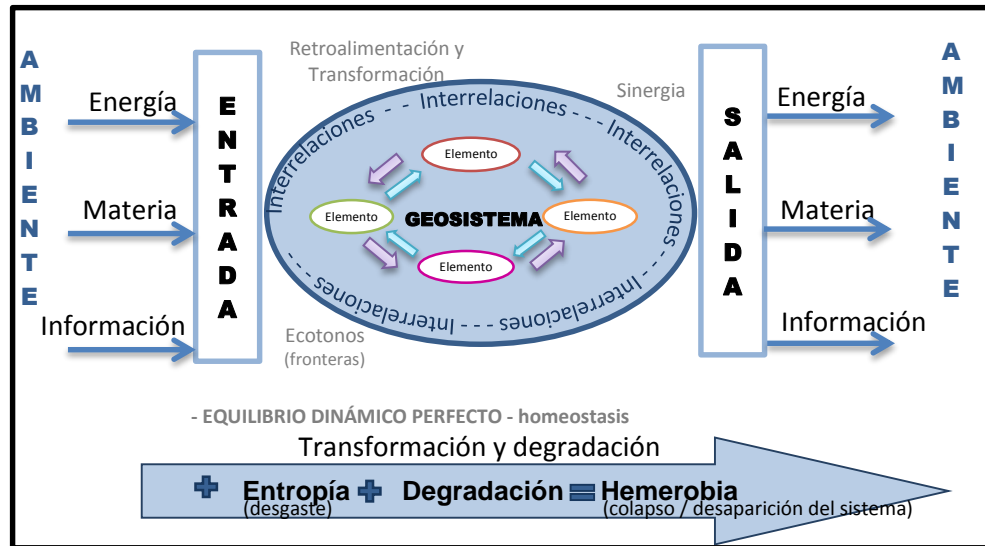 AMBIENTE
Energía
Materia
Información
ENTRADA
Retroalimentación y
Transformación
Sinergia
Interrelaciones - - - Interrelaciones - - - Interrelaciones - - - Interrelaciones - - - Interrelaciones - - - Interrelaciones - - -
Elemento
Elemento
GEOSISTEMA
Elemento
Elemento
Ecotonos
(fronteras)
SALIDA
Energía
Materia
Información
AMBIENTE
- EQUILIBRIO DINÁMICO PERFECTO - homeostasis
Transformación y degradación
+ Entropía + Degradación = Hemerobia
(desgaste) (colapso / desaparición del sistema)